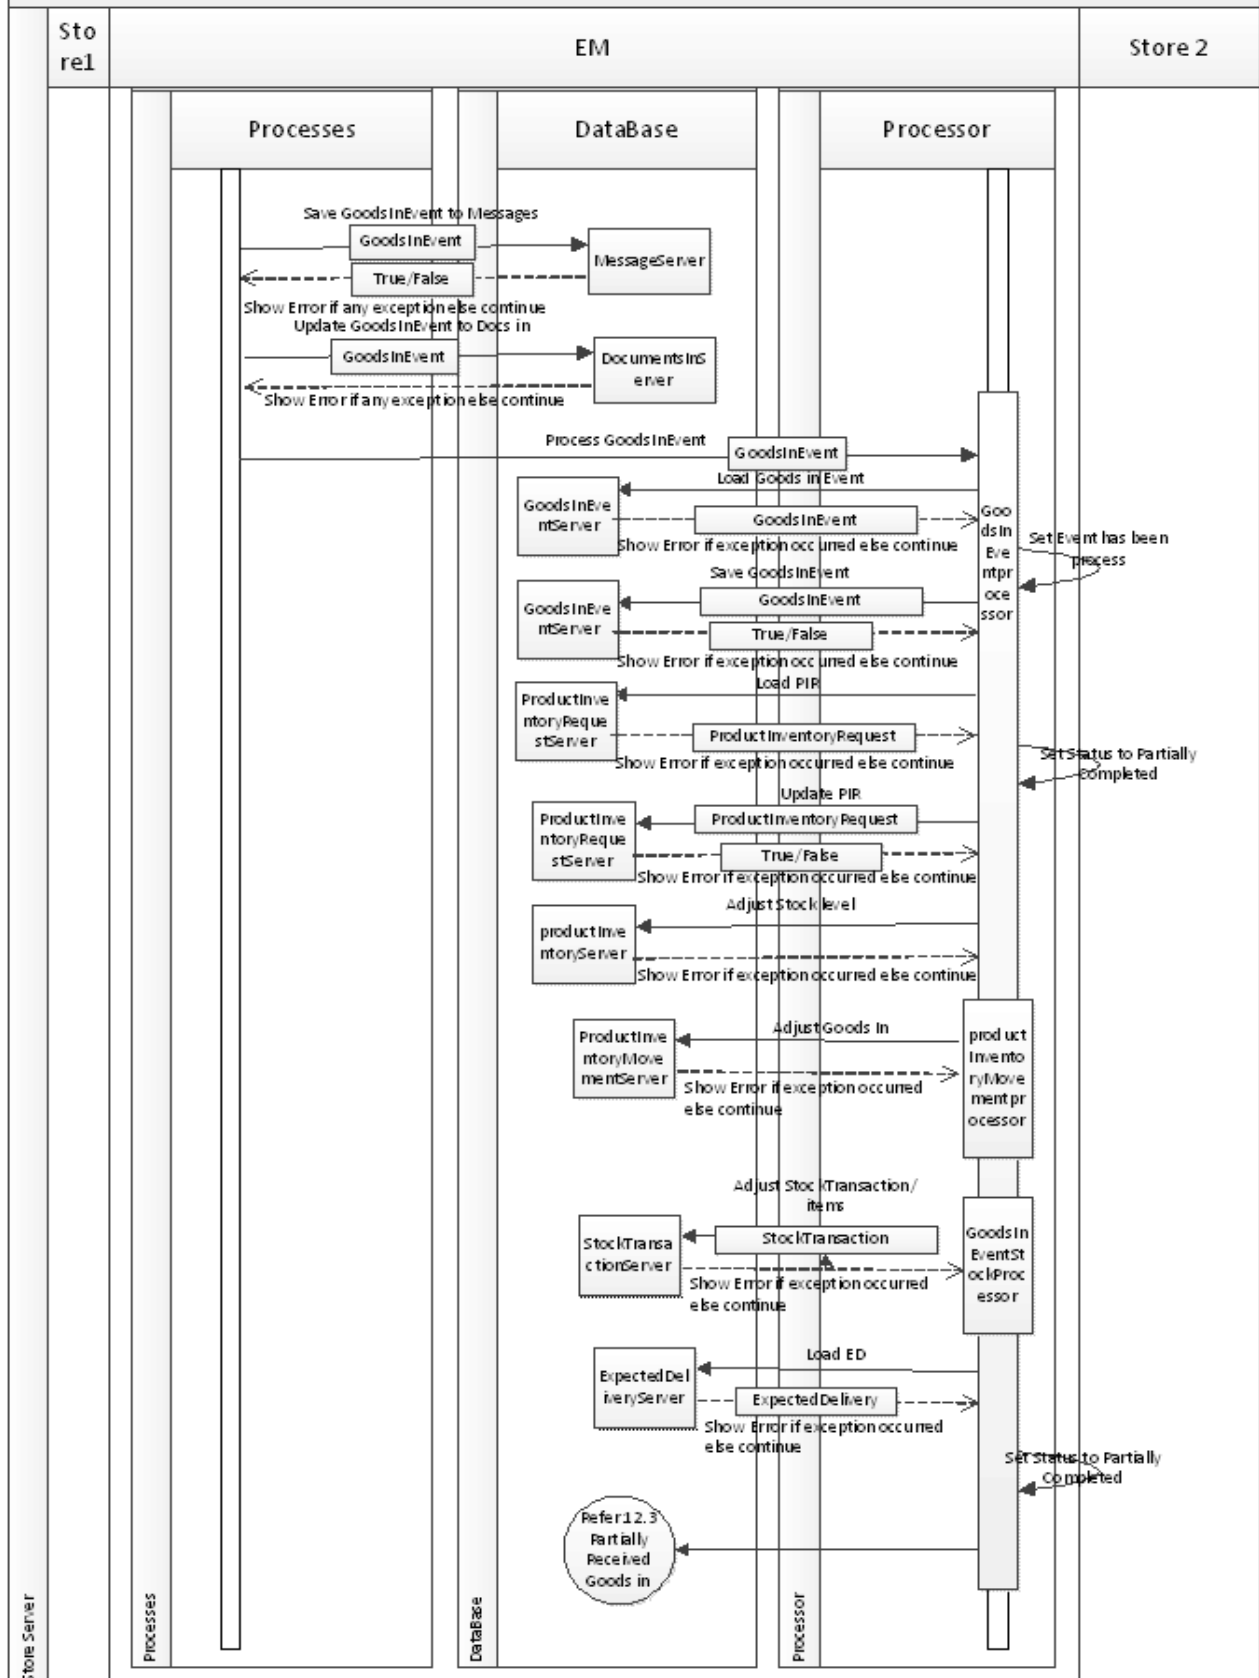 Sto
re1
EM
Store 2
Processes
DataBase
Processor
Save GoodsInEvent to Messages
GoodsInEvent
MessageServer
True/False
Show Error if any exception else continue
Update GoodsInEvent to Docs in
GoodsInEvent
DocumentsInS
erver
Show Error if any exception else continue
Process GoodsInEvent
GoodsInEvent
Load Goods in Event
GoodsInEve
ntServer
GoodsInEvent
Show Error if exception occurred else continue
Goo
dsIn
Eve
ntpr
oce
ssor
Set Event has been
process
Save GoodsInEvent
GoodsInEve
ntServer
GoodsInEvent
True/False
Show Error if exception occurred else continue
Load PIR
ProductInve
ntoryReque
stServer
ProductInventoryRequest
Show Error if exception occurred else continue
Set Status to Partially
Completed
Update PIR
ProductInve
ntoryReque
stServer
ProductInventoryRequest
True/False
Show Error if exception occurred else continue
Adjust Stock level
productInve
ntoryServer
Show Error if exception occurred else continue
Adjust Goods In
ProductInve
ntoryMove
mentServer
product
Invento
ryMove
mentpr
ocessor
Show Error if exception occurred
else continue
Adjust StockTransaction/
items
StockTransa
ctionServer
StockTransaction
GoodsIn
EventSt
ockProc
essor
Show Error if exception occurred
else continue
Load ED
ExpectedDel
iveryServer
ExpectedDelivery
Show Error if exception occurred
else continue
Set Status to Partially
Completed
Refer 12.3
Partially
Received
Goods in
Store Server
Processes
DataBase
Processor